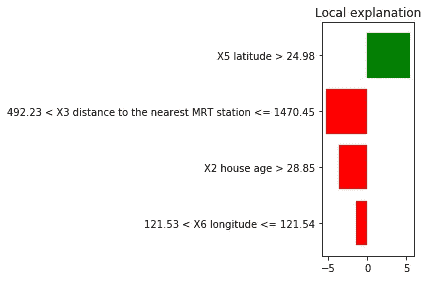 Local explanation
X5 latitude > 24.98
492.23 < X3 distance to the nearest MRT station <= 1470.45
X2 house age > 28.85
121.53 < X6 longitude <= 121.54
−5 0 5